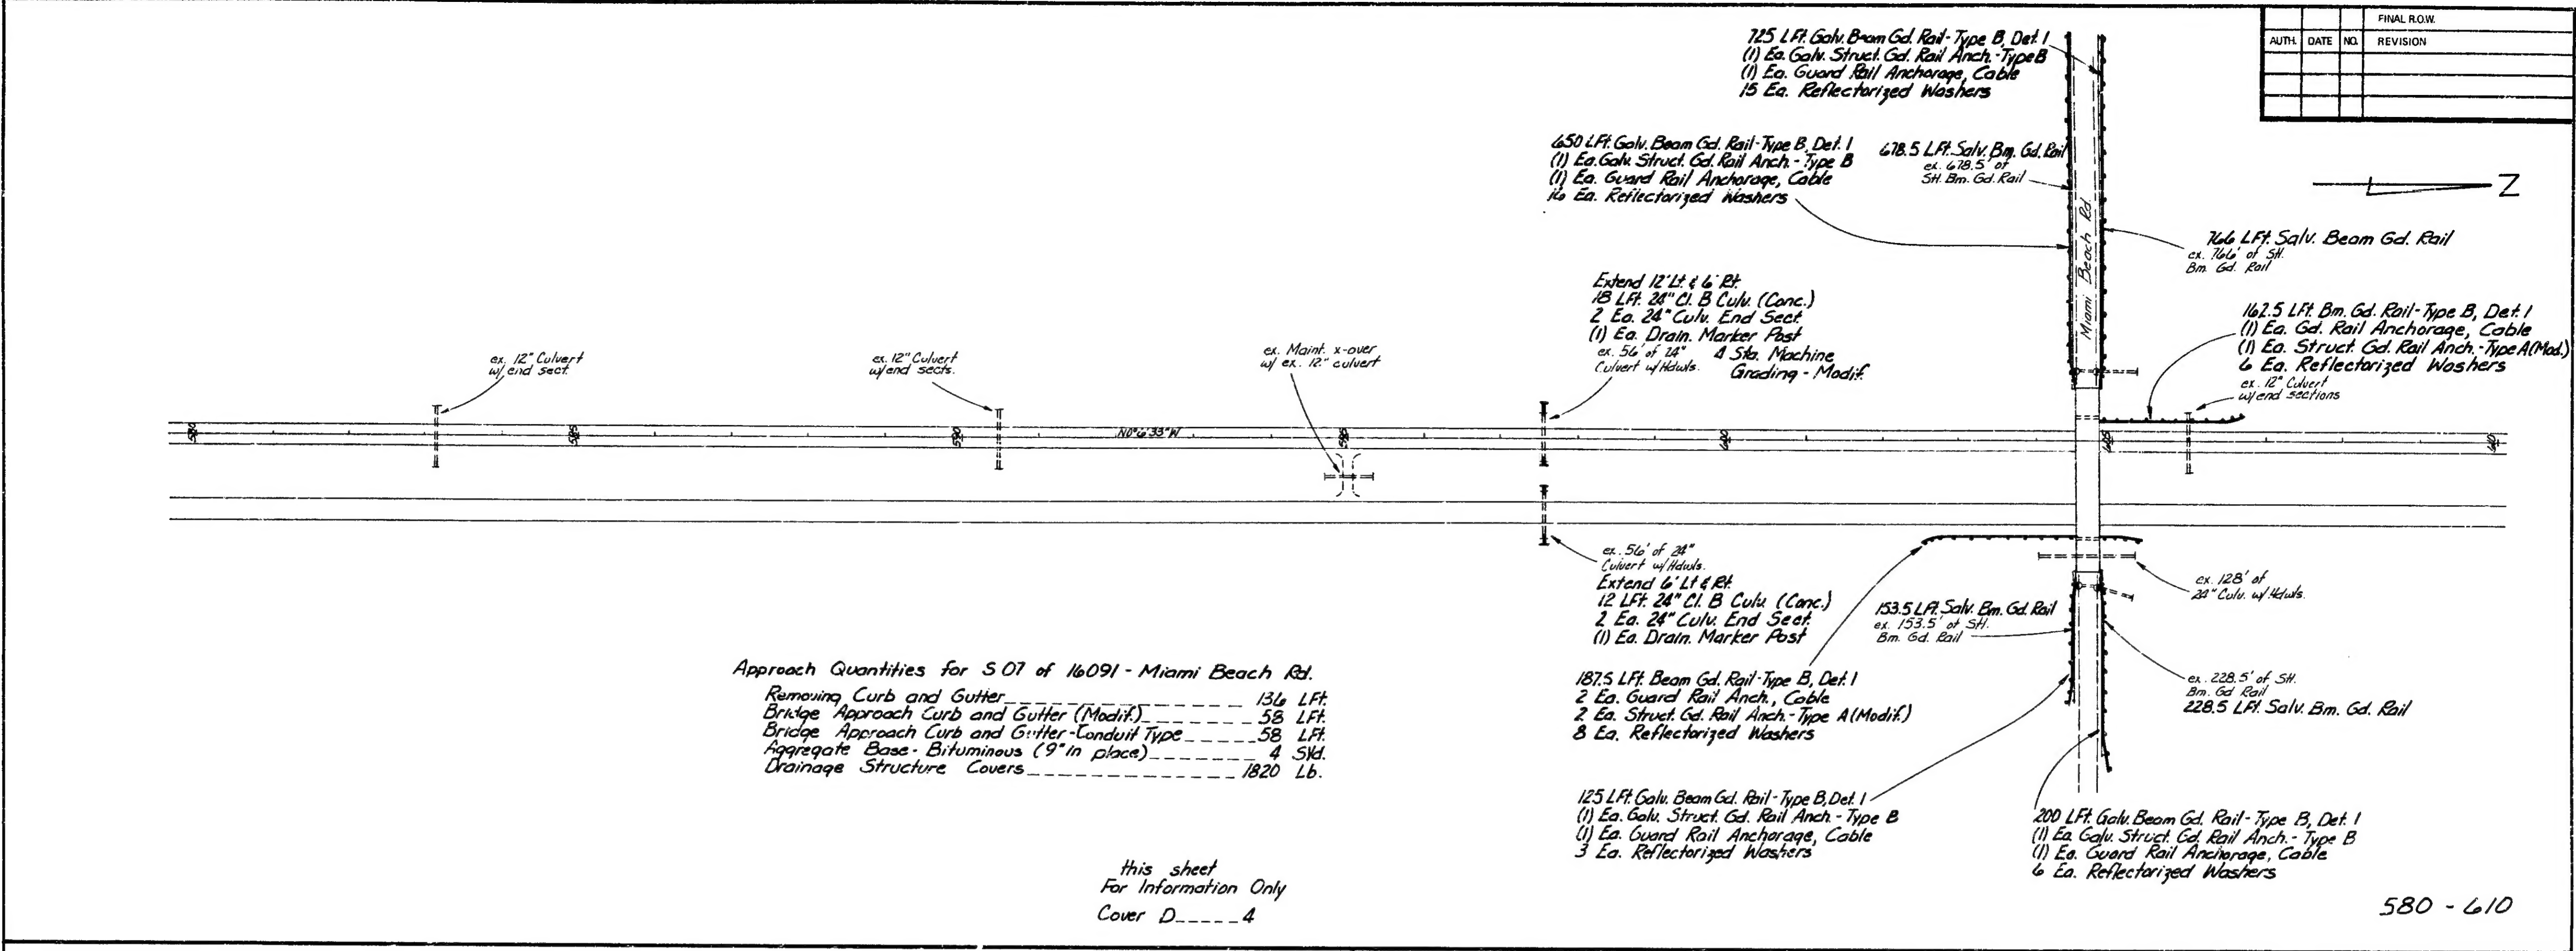 FINAL R.O.W.
AUTH. DATE NO. REVISION
725 LFt. Galv. Beam Gd. Rail - Type B, Det. 1
(1) Ea. Galv. Struct. Gd. Rail Anch. - Type B
(1) Ea. Guard Rail Anchorage, Cable
15 Ea. Reflectorized Washers
650 LFt. Galv. Beam Gd. Rail - Type B, Det. 1
(1) Ea. Galv. Struct. Gd. Rail Anch. - Type B
(1) Ea. Guard Rail Anchorage, Cable
16 Ea. Reflectorized Washers
678.5 LFt. Salv. Bm. Gd. Rail
ex. 678.5' of
SH. Bm. Gd. Rail
Z
Miami Beach Rd
766 LFt. Salv. Beam Gd. Rail
ex. 766' of SH.
Bm. Gd. Rail
162.5 LFt. Bm. Gd. Rail - Type B, Det. 1
(1) Ea. Gd. Rail Anchorage, Cable
(1) Ea. Struct. Gd. Rail Anch. - Type A (Mod.)
6 Ea. Reflectorized Washers
ex. 12" Culvert
w/end sections
Extend 12' Lt. & 6' Rt.
18 LFt. 24" Cl. B Culv. (Conc.)
2 Ea. 24" Culv. End Sect.
(1) Ea. Drain. Marker Post
ex. 56' of 24"
Culvert w/Hdwls.
4 Sta. Machine
Grading - Modif.
ex. 12" Culvert
w/ end sect.
ex. 12" Culvert
w/end sects.
ex. Maint. x-over
w/ ex. 12" culvert
580
585
590
N0°6'33"W
595
600
605
610
ex. 56' of 24"
Culvert w/Hdwls.
Extend 6' Lt & Rt.
12 LFt. 24" Cl. B Culv. (Conc.)
2 Ea. 24" Culv. End Sect.
(1) Ea. Drain. Marker Post
153.5 LFt. Salv. Bm. Gd. Rail
ex. 153.5' of SH.
Bm. Gd. Rail
ex. 128' of
24" Culv. w/ Hdwls.
ex. 228.5' of SH.
Bm. Gd Rail
228.5 LFt. Salv. Bm. Gd. Rail
187.5 LFt. Beam Gd. Rail - Type B, Det. 1
2 Ea. Guard Rail Anch., Cable
2 Ea. Struct. Gd. Rail Anch. - Type A (Modif.)
8 Ea. Reflectorized Washers
Approach Quantities for S07 of 16091 - Miami Beach Rd.
Removing Curb and Gutter 136 LFt.
Bridge Approach Curb and Gutter (Modif.) 58 LFt.
Bridge Approach Curb and Gutter - Conduit Type 58 LFt.
Aggregate Base - Bituminous (9" in place) 4 SYd.
Drainage Structure Covers 1820 Lb.
125 LFt. Galv. Beam Gd. Rail - Type B, Det. 1
(1) Ea. Galv. Struct. Gd. Rail Anch. - Type B
(1) Ea. Guard Rail Anchorage, Cable
3 Ea. Reflectorized Washers
200 LFt. Galv. Beam Gd. Rail - Type B, Det. 1
(1) Ea Galv. Struct. Gd. Rail Anch. - Type B
(1) Ea. Guard Rail Anchorage, Cable
6 Ea. Reflectorized Washers
this sheet
For Information Only
Cover D_____4
580 - 610